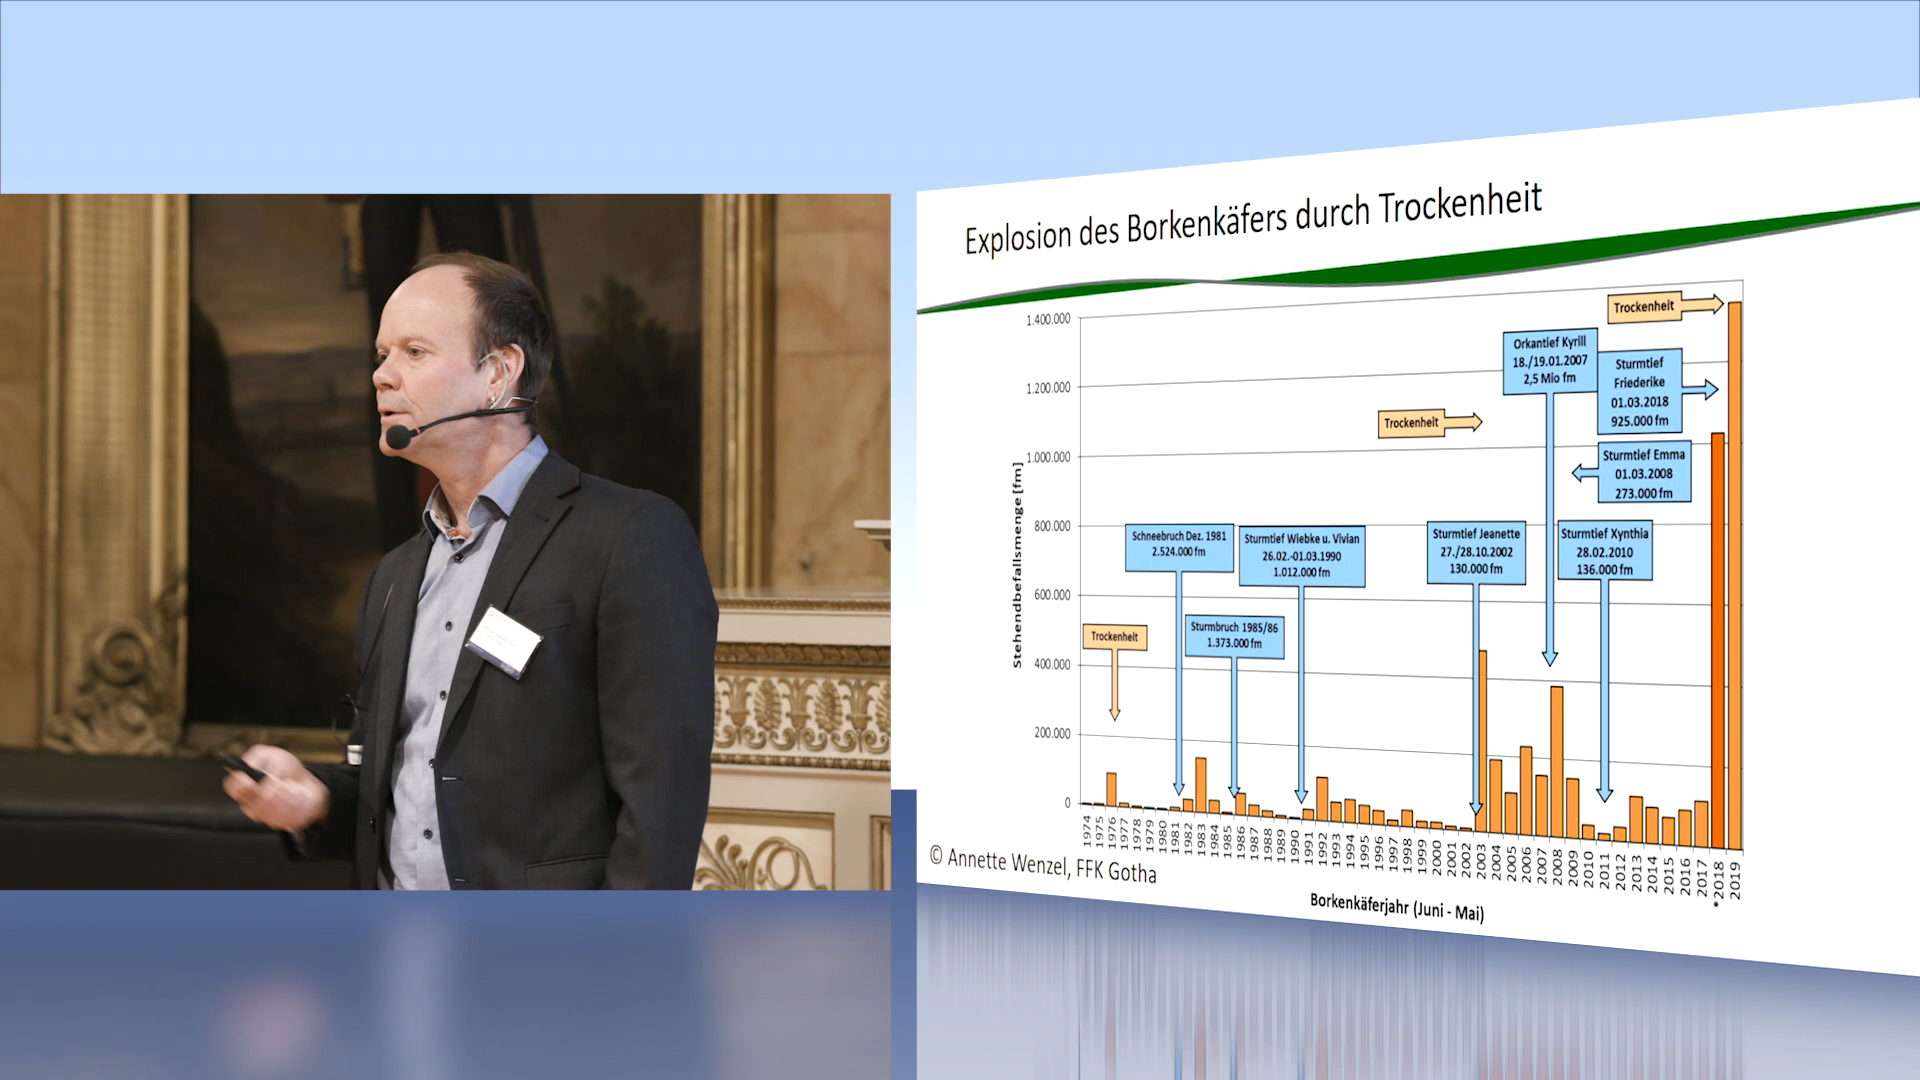 Explosion des Borkenkäfers durch Trockenheit
Stehendbefallsmenge [fm]
1.400.000
1.200.000
1.000.000
800.000
600.000
400.000
200.000
0
Trockenheit
Schneebruch Dez. 1981
2.524.000 fm
Sturmbruch 1985/86
1.373.000 fm
Sturmtief Wiebke u. Vivian
26.02.-01.03.1990
1.012.000 fm
Trockenheit
Sturmtief Jeanette
27./28.10.2002
130.000 fm
Orkantief Kyrill
18./19.01.2007
2,5 Mio fm
Trockenheit
Sturmtief
Friederike
01.03.2018
925.000 fm
Sturmtief Emma
01.03.2008
273.000 fm
Sturmtief Xynthia
28.02.2010
136.000 fm
1974
1975
1976
1977
1978
1979
1980
1981
1982
1983
1984
1985
1986
1987
1988
1989
1990
1991
1992
1993
1994
1995
1996
1997
1998
1999
2000
2001
2002
2003
2004
2005
2006
2007
2008
2009
2010
2011
2012
2013
2014
2015
2016
2017
*2018
2019
Borkenkäferjahr (Juni - Mai)
© Annette Wenzel, FFK Gotha